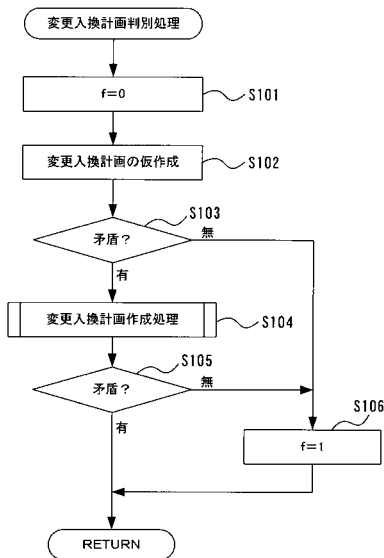 変更入換計画判別処理
f=0
S101
変更入換計画の仮作成
S102
S103
矛盾?
無
有
変更入換計画作成処理
S104
S105
矛盾?
無
有
S106
f=1
RETURN